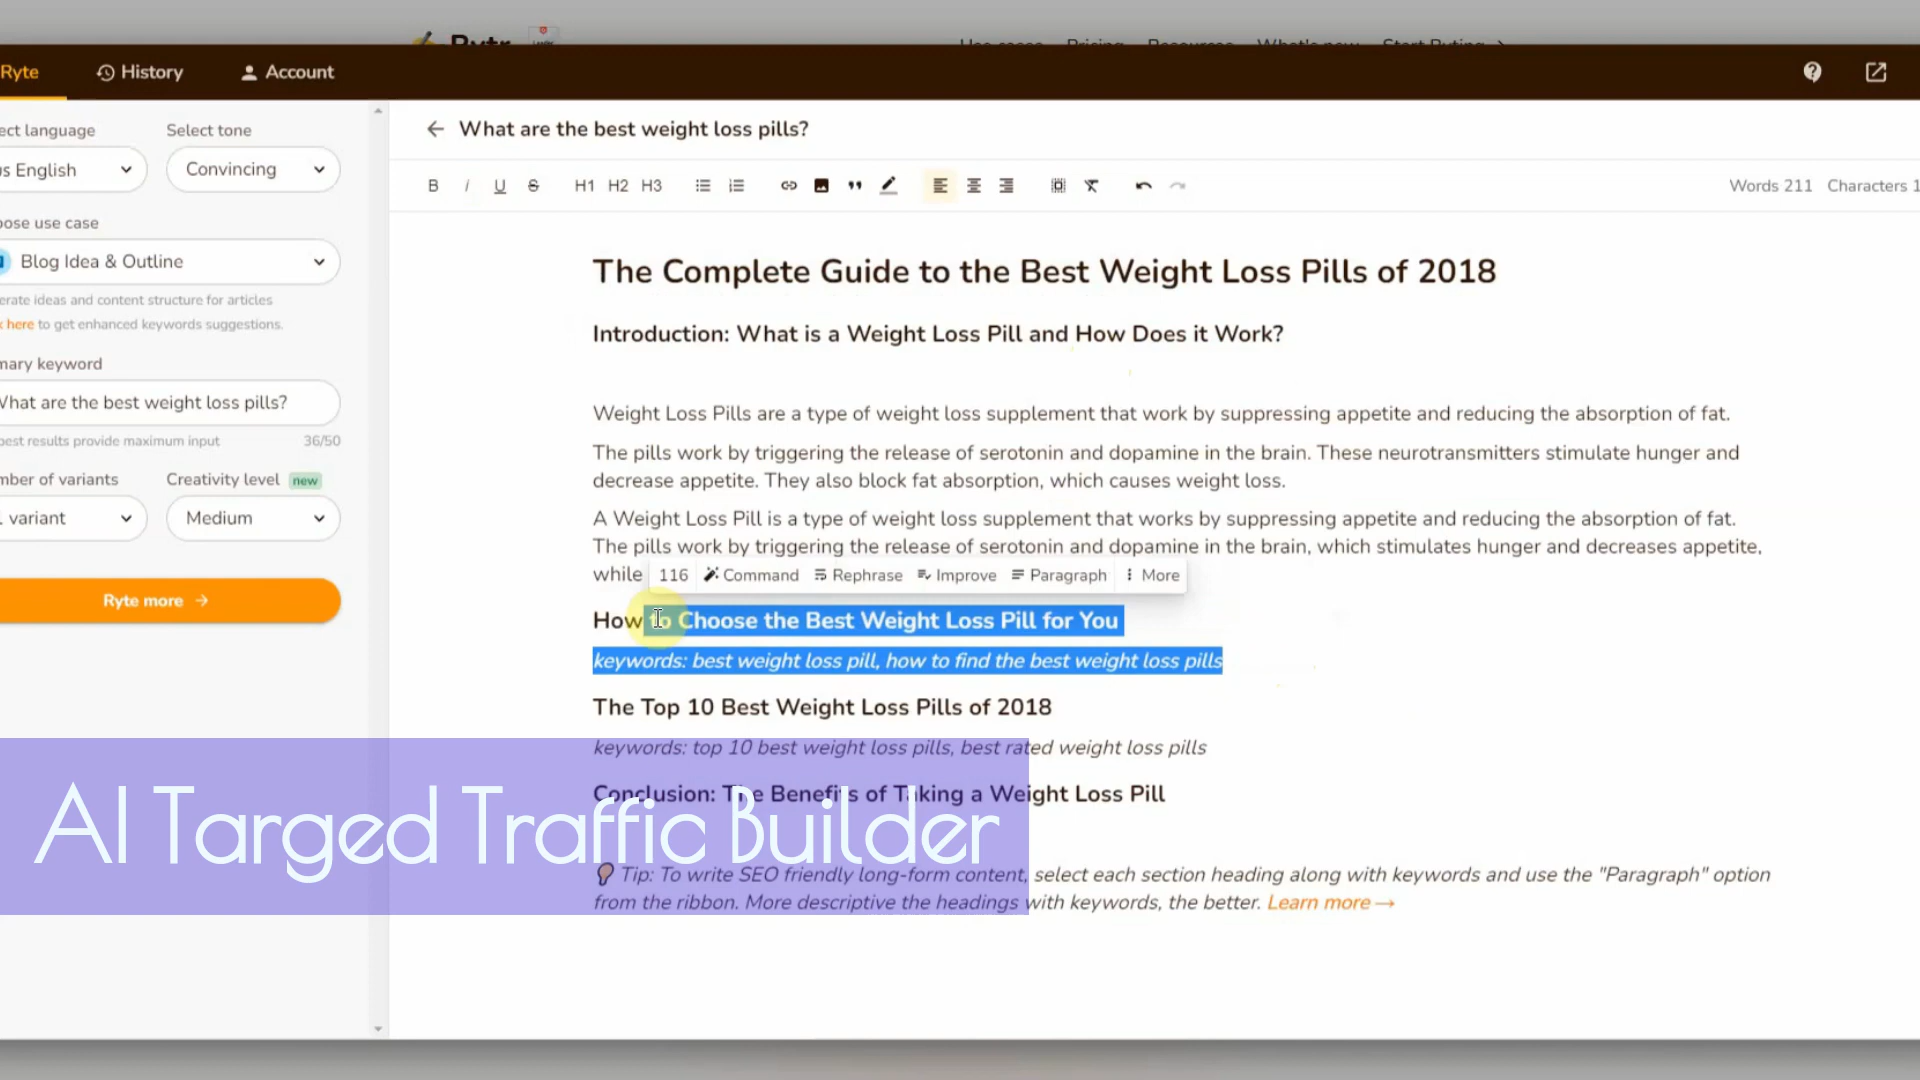 Rytr
Use cases Pricing Resources What's new Start Ryting
Ryte
History
Account
ect language
Select tone
us English
Convincing
oose use case
Blog Idea & Outline
erate ideas and content structure for articles
k here to get enhanced keywords suggestions.
mary keyword
What are the best weight loss pills?
best results provide maximum input
36/50
mber of variants
Creativity level new
variant
Medium
Ryte more →
← What are the best weight loss pills?
B I U S H1 H2 H3
Words 211 Characters 1
The Complete Guide to the Best Weight Loss Pills of 2018
Introduction: What is a Weight Loss Pill and How Does it Work?
Weight Loss Pills are a type of weight loss supplement that work by suppressing appetite and reducing the absorption of fat.
The pills work by triggering the release of serotonin and dopamine in the brain. These neurotransmitters stimulate hunger and
decrease appetite. They also block fat absorption, which causes weight loss.
A Weight Loss Pill is a type of weight loss supplement that works by suppressing appetite and reducing the absorption of fat.
The pills work by triggering the release of serotonin and dopamine in the brain, which stimulates hunger and decreases appetite,
while
116 Command Rephrase Improve Paragraph More
How to Choose the Best Weight Loss Pill for You
keywords: best weight loss pill, how to find the best weight loss pills
The Top 10 Best Weight Loss Pills of 2018
keywords: top 10 best weight loss pills, best rated weight loss pills
Conclusion: The Benefits of Taking a Weight Loss Pill
AI Targed Traffic Builder
Tip: To write SEO friendly long-form content, select each section heading along with keywords and use the "Paragraph" option
from the ribbon. More descriptive the headings with keywords, the better. Learn more →